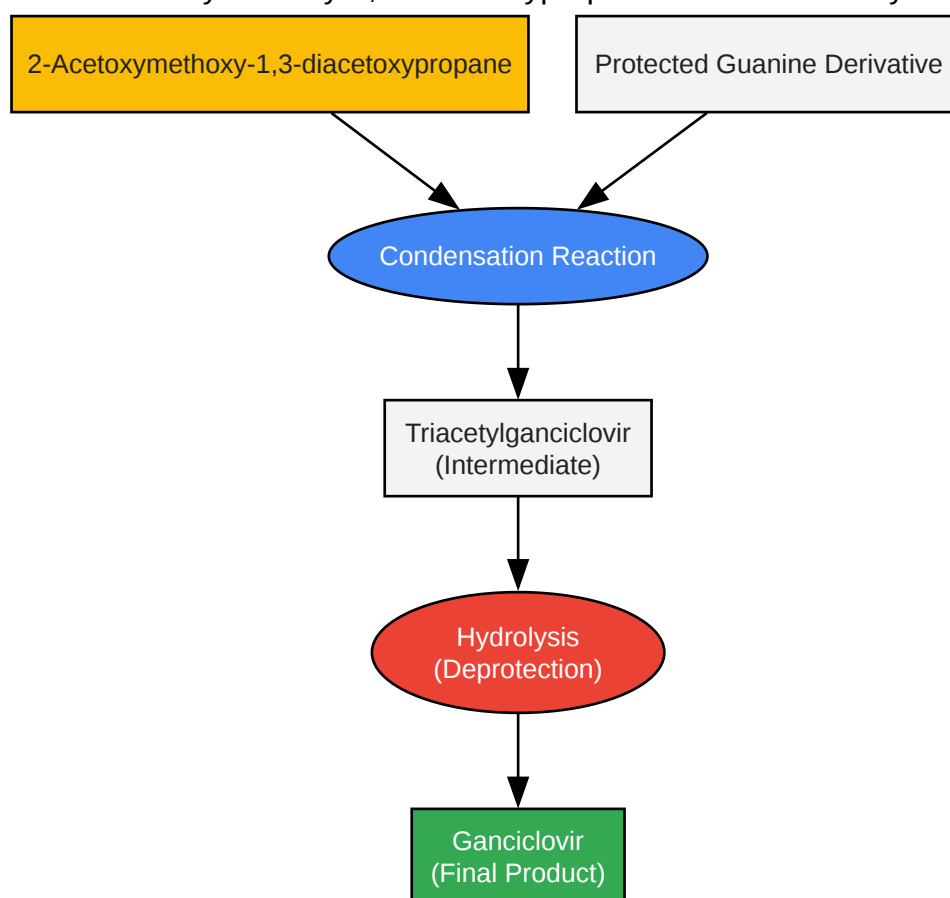 2-Acetoxymethoxy-1,3-diacetoxypropane
Protected Guanine Derivative
Condensation Reaction
Triacetylganciclovir
(Intermediate)
Hydrolysis
(Deprotection)
Ganciclovir
(Final Product)